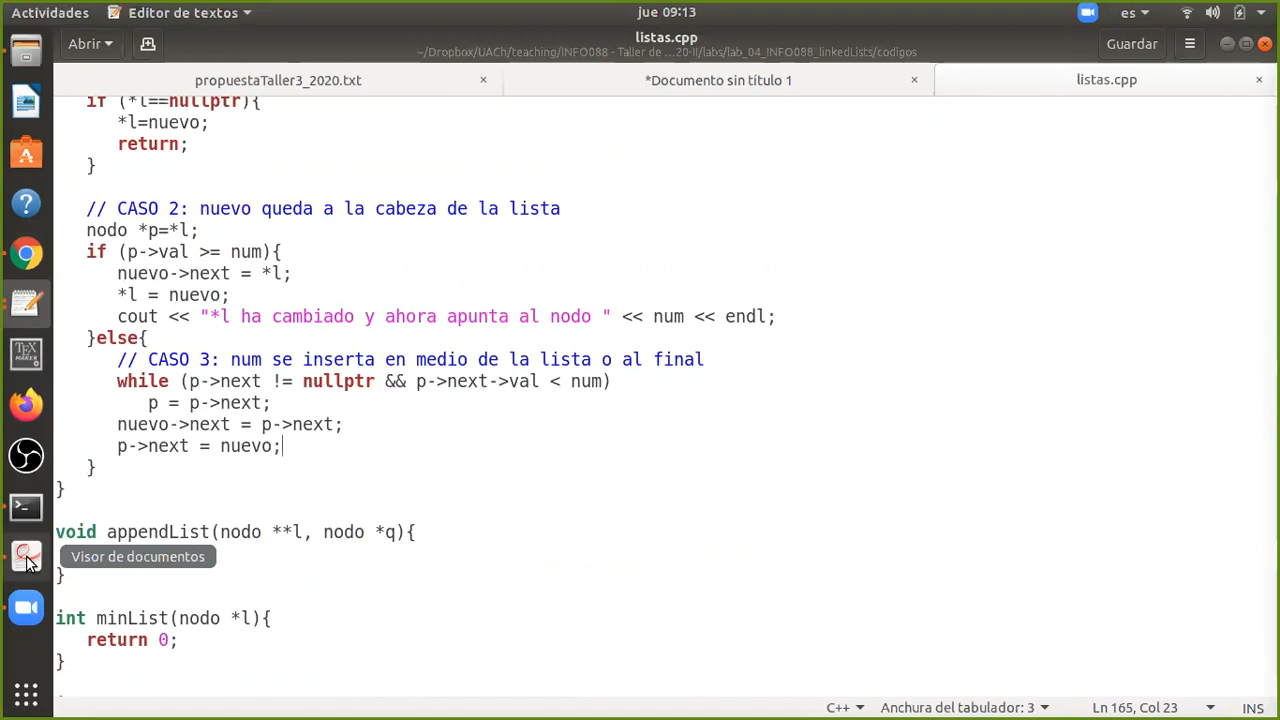 Actividades
Editor de textos
jue 09:13
es
Abrir
listas.cpp
~/Dropbox/UACh/teaching/INFO088 - Taller de ...20-II/labs/lab_04_INFO088_linkedLists/codigos
Guardar
propuestaTaller3_2020.txt
*Documento sin título 1
listas.cpp
if (*l==nullptr){
*l=nuevo;
return;
}
// CASO 2: nuevo queda a la cabeza de la lista
nodo *p=*l;
if (p->val >= num){
nuevo->next = *l;
*l = nuevo;
cout << "*l ha cambiado y ahora apunta al nodo " << num << endl;
}else{
// CASO 3: num se inserta en medio de la lista o al final
while (p->next != nullptr && p->next->val < num)
p = p->next;
nuevo->next = p->next;
p->next = nuevo;
}
}
void appendList(nodo **l, nodo *q){
Visor de documentos
}
int minList(nodo *l){
return 0;
}
C++
Anchura del tabulador: 3
Ln 165, Col 23
INS